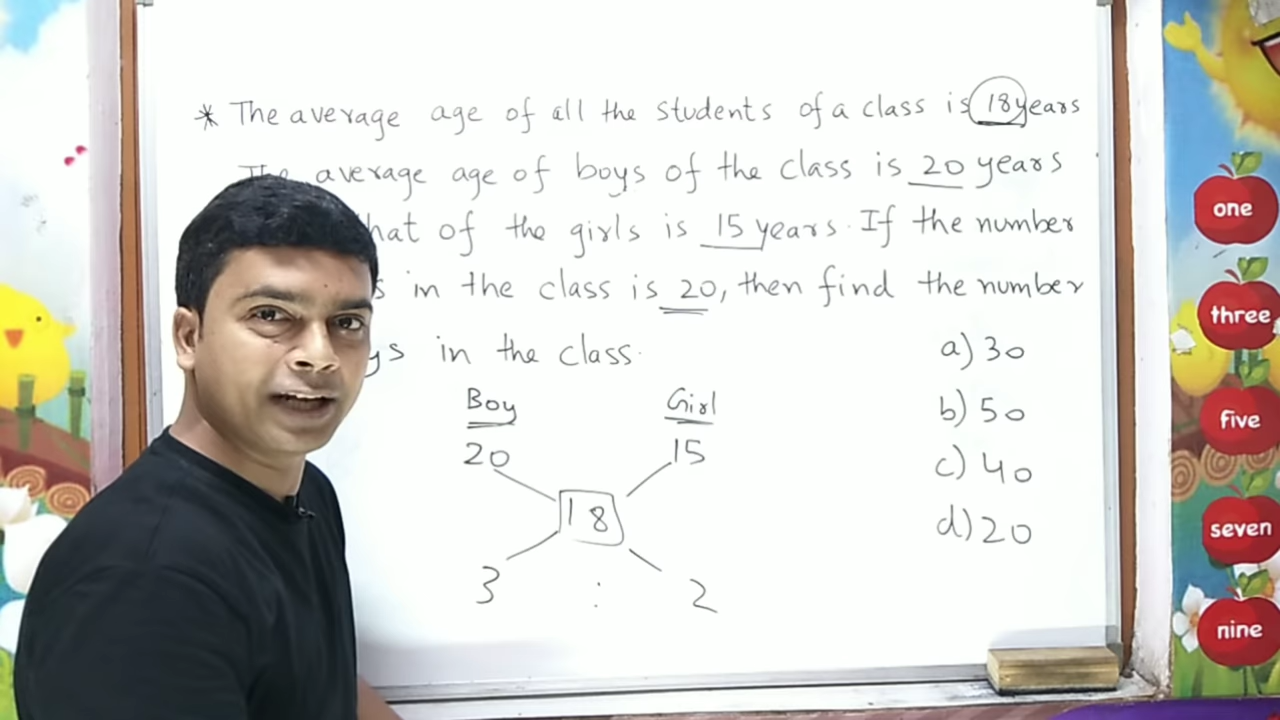 * The average age of all the students of a class is 18 years
The average age of boys of the class is 20 years
hat of the girls is 15 years. If the number
s in the class is 20, then find the number
ys in the class.
a) 30
b) 50
c) 40
d) 20
Boy Girl
20 15
18
3 : 2
one
three
five
seven
nine